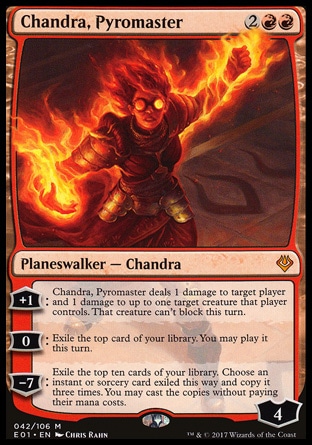 Chandra, Pyromaster 2
Planeswalker — Chandra
+1: Chandra, Pyromaster deals 1 damage to target player
and 1 damage to up to one target creature that player
controls. That creature can't block this turn.
0: Exile the top card of your library. You may play it
this turn.
-7: Exile the top ten cards of your library. Choose an
instant or sorcery card exiled this way and copy it
three times. You may cast the copies without paying
their mana costs.
4
042/106 M
E01 • EN Chris Rahn
™ & © 2017 Wizards of the Coast